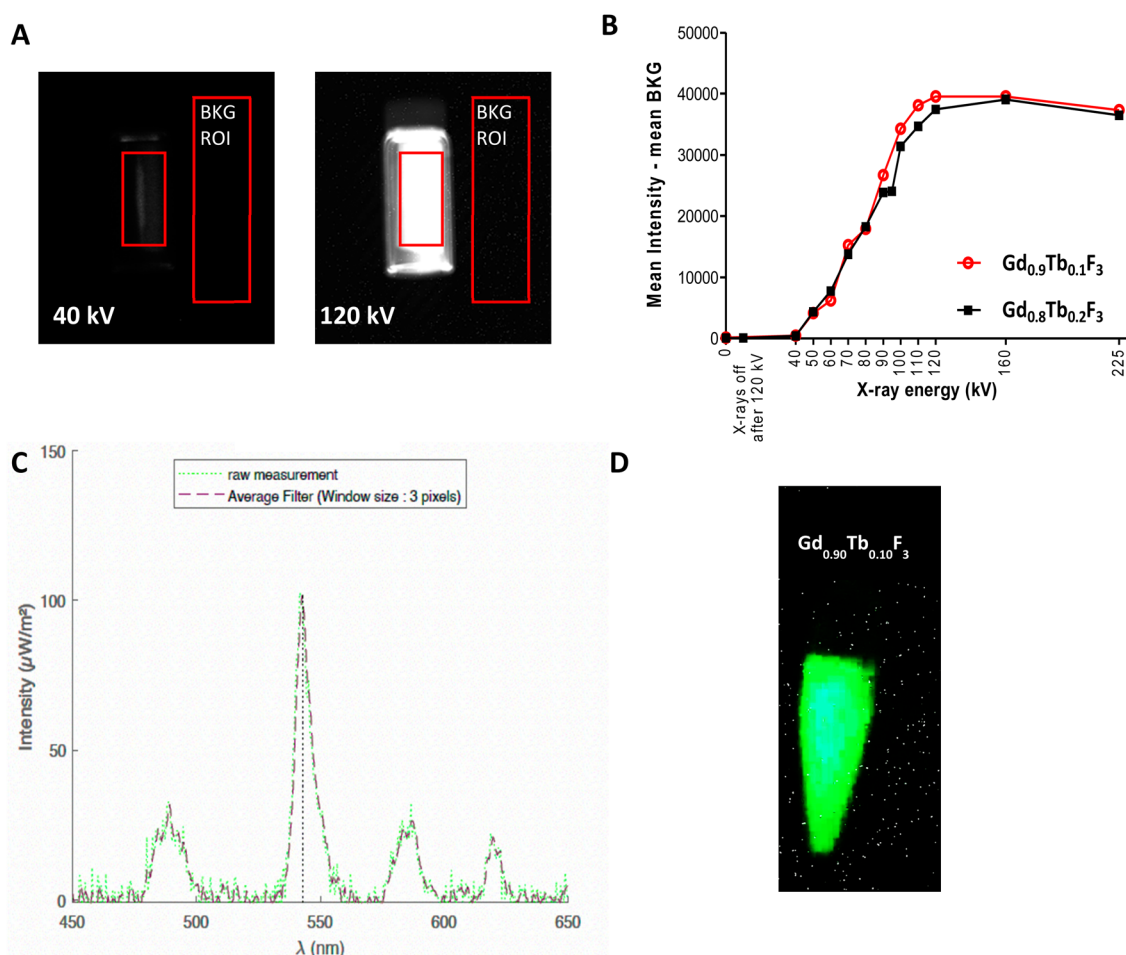 A
BKG
ROI
40 kV
BKG
ROI
120 kV
B
Mean Intensity - mean BKG
50000
40000
30000
20000
10000
0
Gd0.9Tb0.1F3
Gd0.8Tb0.2F3
0
X-rays off
after 120 kV
40
50
60
70
80
90
100
110
120
160
225
X-ray energy (kV)
C
raw measurement
Average Filter (Window size : 3 pixels)
Intensity (µW/m²)
150
100
50
0
450
500
550
600
650
λ (nm)
D
Gd0.90Tb0.10F3